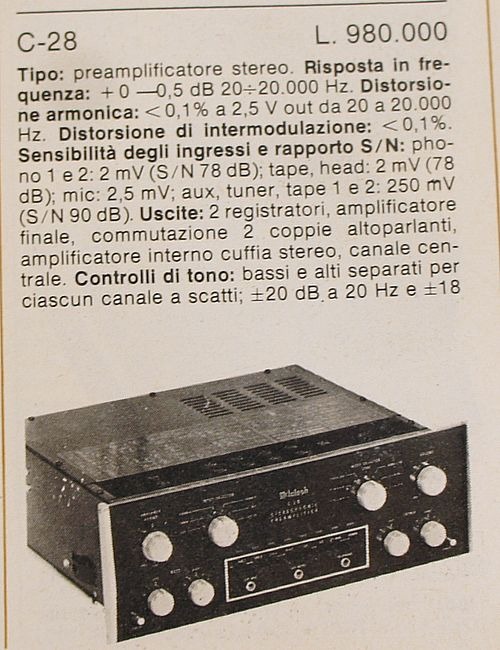 C-28 L. 980.000
Tipo: preamplificatore stereo. Risposta in fre-
quenza: +0 —0,5 dB 20÷20.000 Hz. Distorsio-
ne armonica: <0,1% a 2,5 V out da 20 a 20.000
Hz. Distorsione di intermodulazione: <0,1%.
Sensibilità degli ingressi e rapporto S/N: pho-
no 1 e 2: 2 mV (S/N 78 dB); tape, head: 2 mV (78
dB); mic: 2,5 mV; aux, tuner, tape 1 e 2: 250 mV
(S/N 90 dB). Uscite: 2 registratori, amplificatore
finale, commutazione 2 coppie altoparlanti,
amplificatore interno cuffia stereo, canale cen-
trale. Controlli di tono: bassi e alti separati per
ciascun canale a scatti; ±20 dB a 20 Hz e ±18
McIntosh
C 28
STEREOPHONIC
PREAMPLIFIER